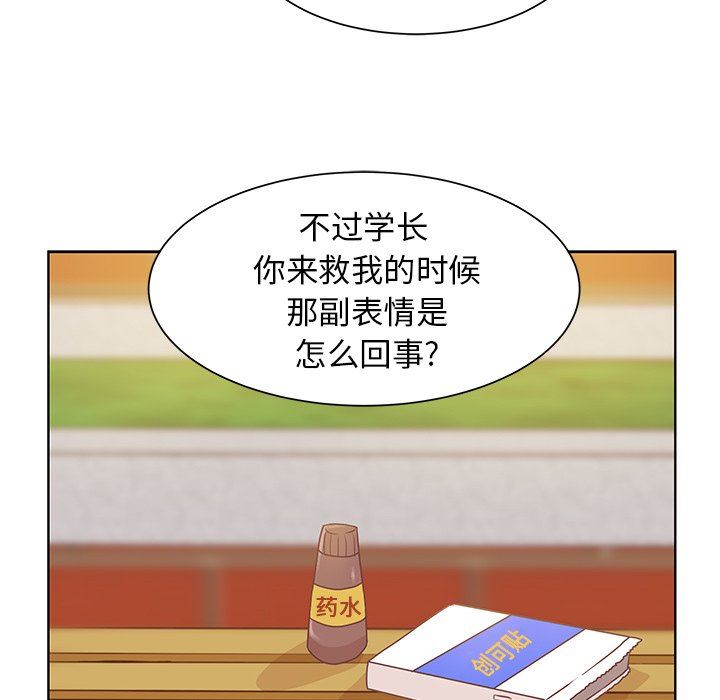 不过学长
你来救我的时候
那副表情是
怎么回事?
药水
创可贴